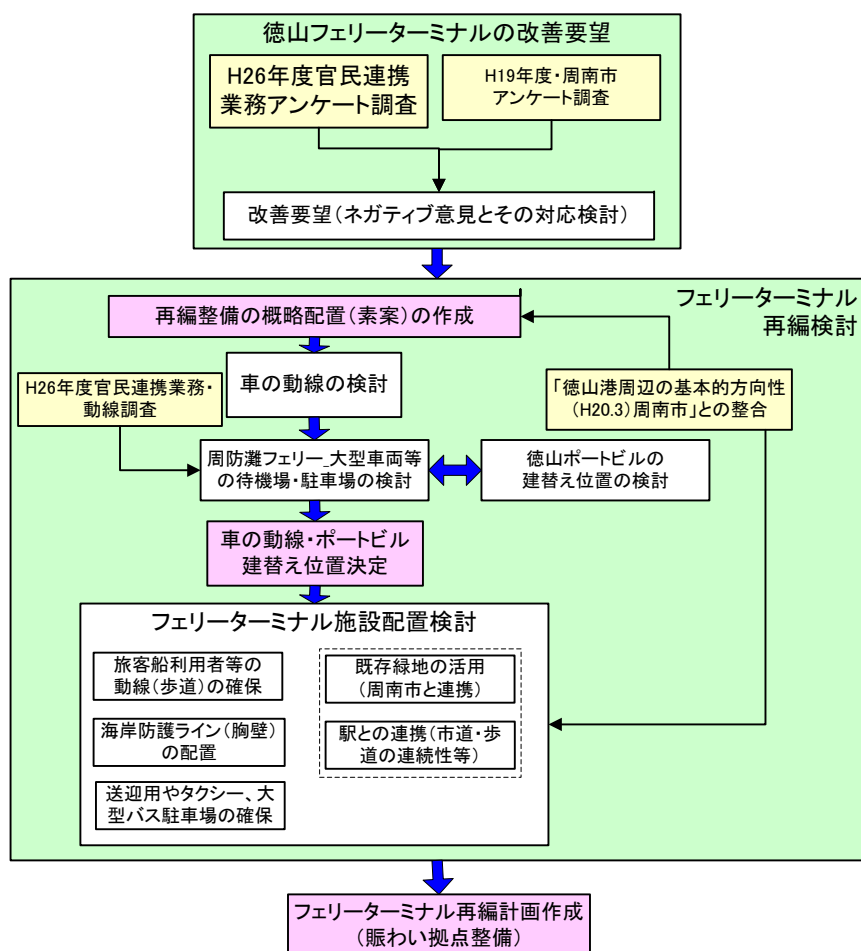 徳山フェリーターミナルの改善要望
H26年度官民連携
業務アンケート調査
H19年度・周南市
アンケート調査
改善要望（ネガティブ意見とその対応検討）
フェリーターミナル
再編検討
再編整備の概略配置（素案）の作成
車の動線の検討
H26年度官民連携業務・
動線調査
「徳山港周辺の基本的方向性
（H20.3）周南市」との整合
周防灘フェリー_大型車両等
の待機場・駐車場の検討
徳山ポートビルの
建替え位置の検討
車の動線・ポートビル
建替え位置決定
フェリーターミナル施設配置検討
旅客船利用者等の
動線（歩道）の確保
既存緑地の活用
（周南市と連携）
海岸防護ライン（胸壁）
の配置
駅との連携（市道・歩
道の連続性等）
送迎用やタクシー、大
型バス駐車場の確保
フェリーターミナル再編計画作成
（賑わい拠点整備）